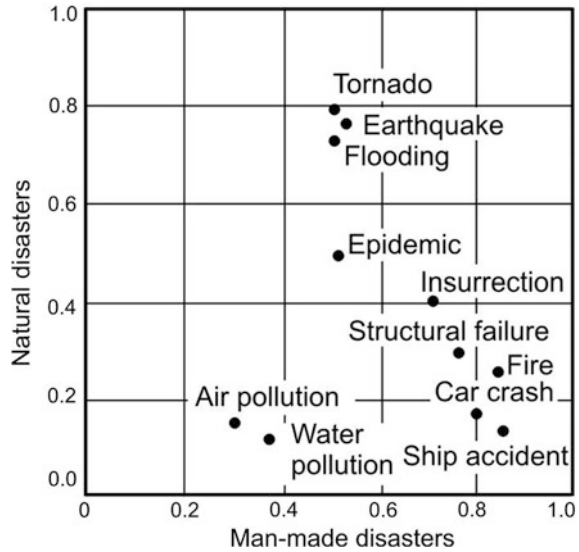 1.0
Tornado
0.8
Earthquake
Flooding
0.6
Epidemic
Insurrection
0.4
Structural failure
Fire
Car crash
0.2
Air pollution
Water
pollution
Ship accident
0.0
0 0.2 0.4 0.6 0.8 1.0
Man-made disasters
Natural disasters